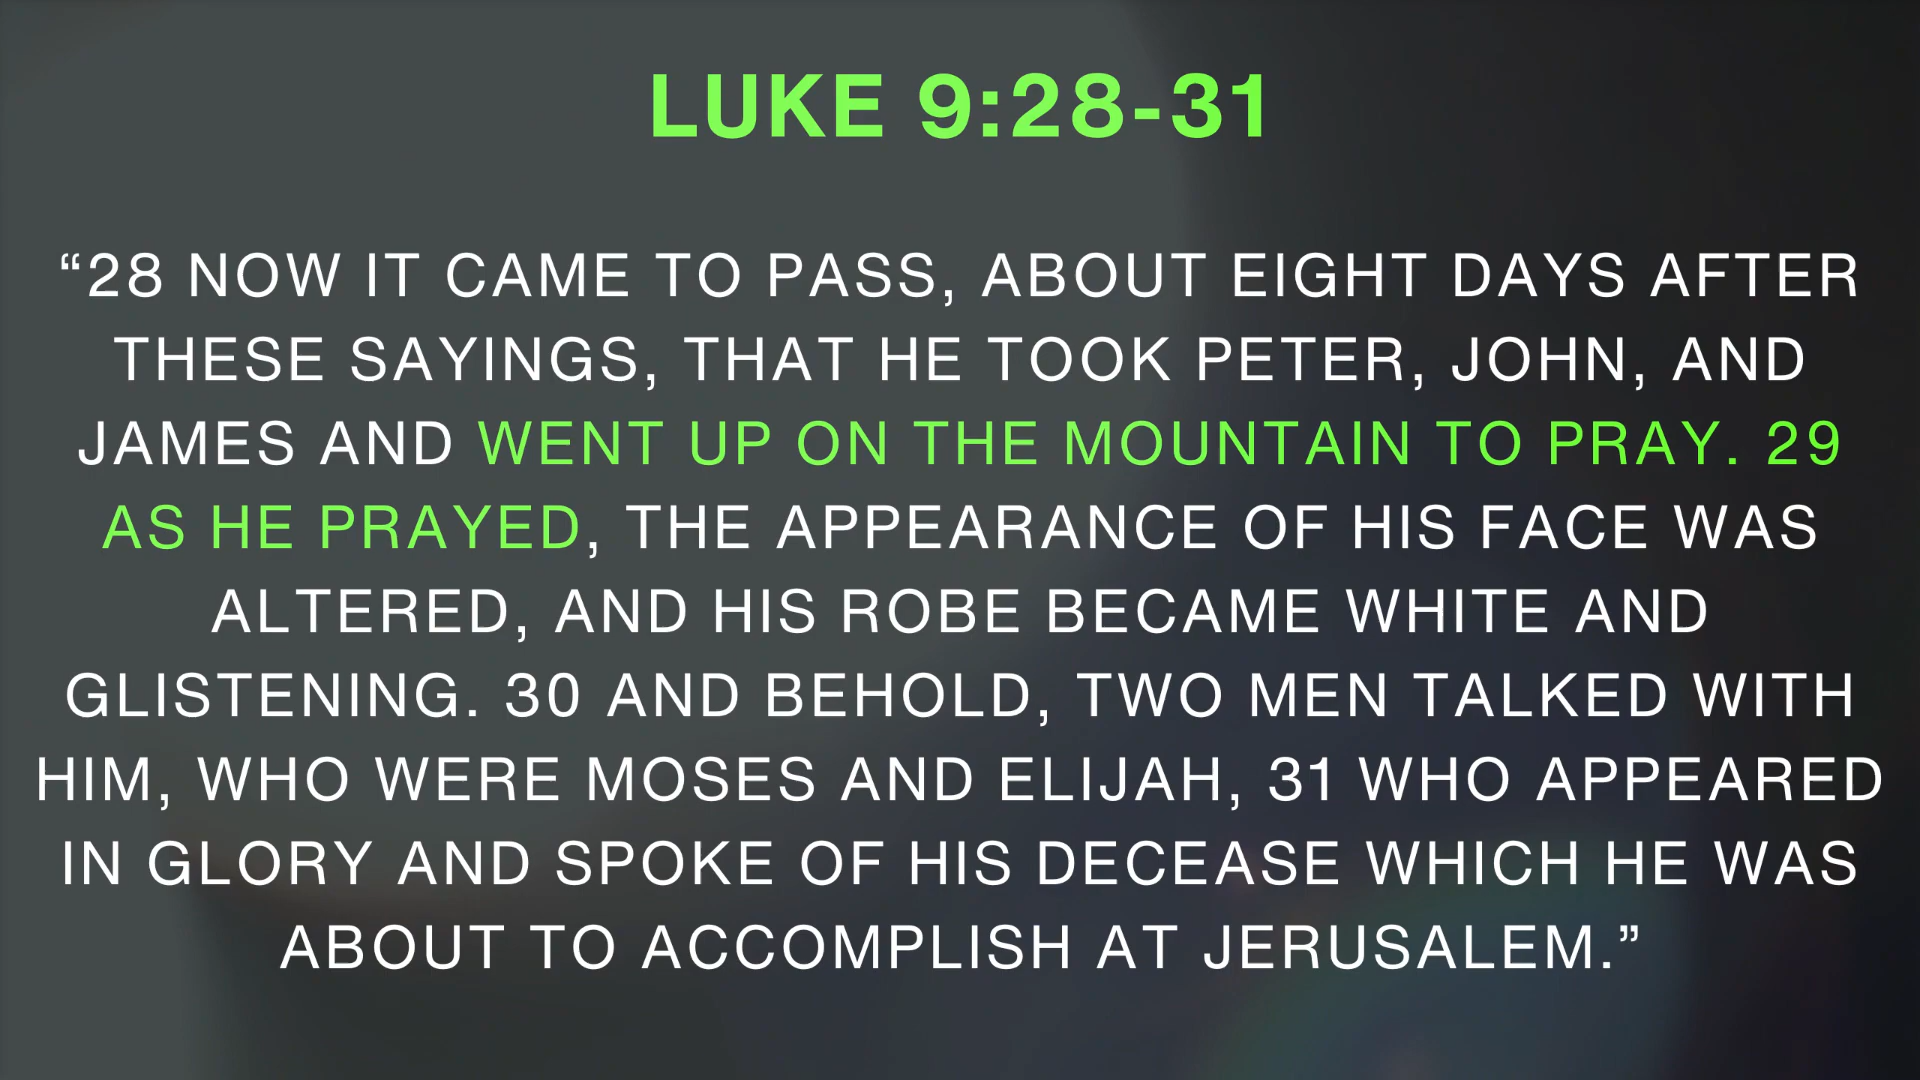 LUKE 9:28-31
“28 NOW IT CAME TO PASS, ABOUT EIGHT DAYS AFTER
THESE SAYINGS, THAT HE TOOK PETER, JOHN, AND
JAMES AND WENT UP ON THE MOUNTAIN TO PRAY. 29
AS HE PRAYED, THE APPEARANCE OF HIS FACE WAS
ALTERED, AND HIS ROBE BECAME WHITE AND
GLISTENING. 30 AND BEHOLD, TWO MEN TALKED WITH
HIM, WHO WERE MOSES AND ELIJAH, 31 WHO APPEARED
IN GLORY AND SPOKE OF HIS DECEASE WHICH HE WAS
ABOUT TO ACCOMPLISH AT JERUSALEM.”